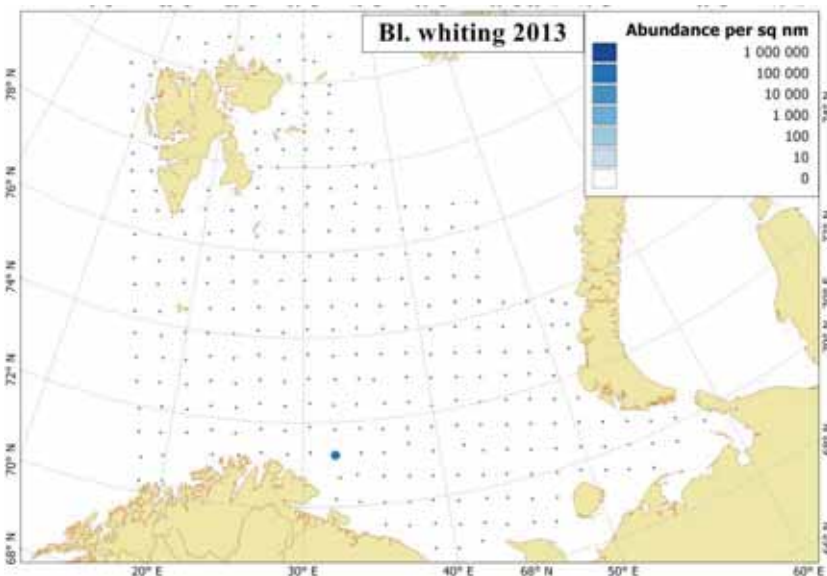 Bl. whiting 2013
Abundance per sq nm
1 000 000
100 000
10 000
1 000
100
10
0
78° N
76° N
74° N
72° N
70° N
68° N
20° E
30° E
40° E
68° N
50° E
60° E